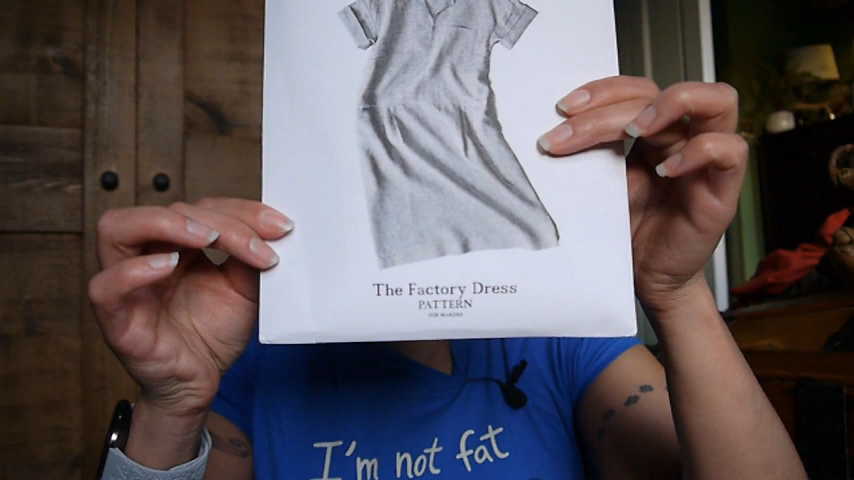 The Factory Dress
PATTERN
FOR MAKERS
I'm not fat